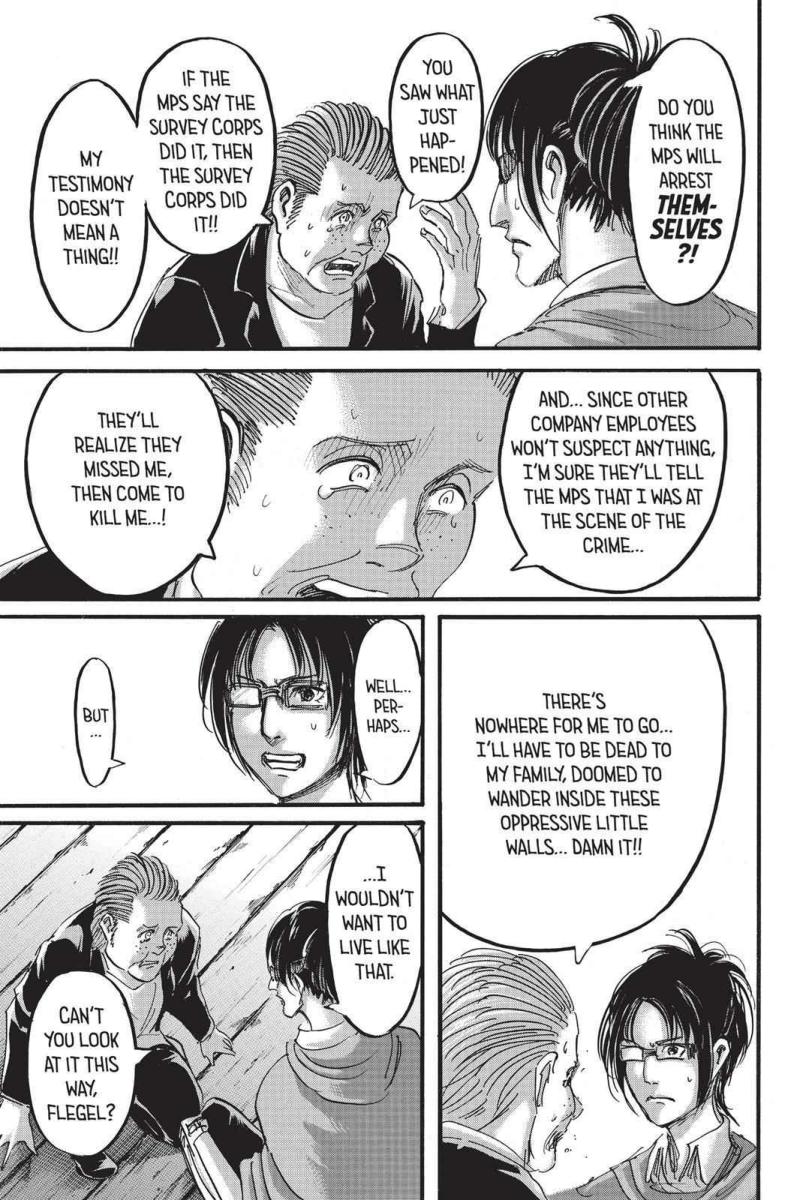 DO YOU
THINK THE
MPS WILL
ARREST
THEM-
SELVES
?!
YOU
SAW WHAT
JUST
HAP-
PENED!
IF THE
MPS SAY THE
SURVEY CORPS
DID IT, THEN
THE SURVEY
CORPS DID
IT!!
MY
TESTIMONY
DOESN'T
MEAN A
THING!!
AND... SINCE OTHER
COMPANY EMPLOYEES
WON'T SUSPECT ANYTHING,
I'M SURE THEY'LL TELL
THE MPS THAT I WAS AT
THE SCENE OF THE
CRIME...
THEY'LL
REALIZE THEY
MISSED ME,
THEN COME TO
KILL ME...!
THERE'S
NOWHERE FOR ME TO GO...
I'LL HAVE TO BE DEAD TO
MY FAMILY, DOOMED TO
WANDER INSIDE THESE
OPPRESSIVE LITTLE
WALLS... DAMN IT!!
WELL...
PER-
HAPS...
BUT
...
...I
WOULDN'T
WANT TO
LIVE LIKE
THAT.
CAN'T
YOU LOOK
AT IT THIS
WAY,
FLEGEL?